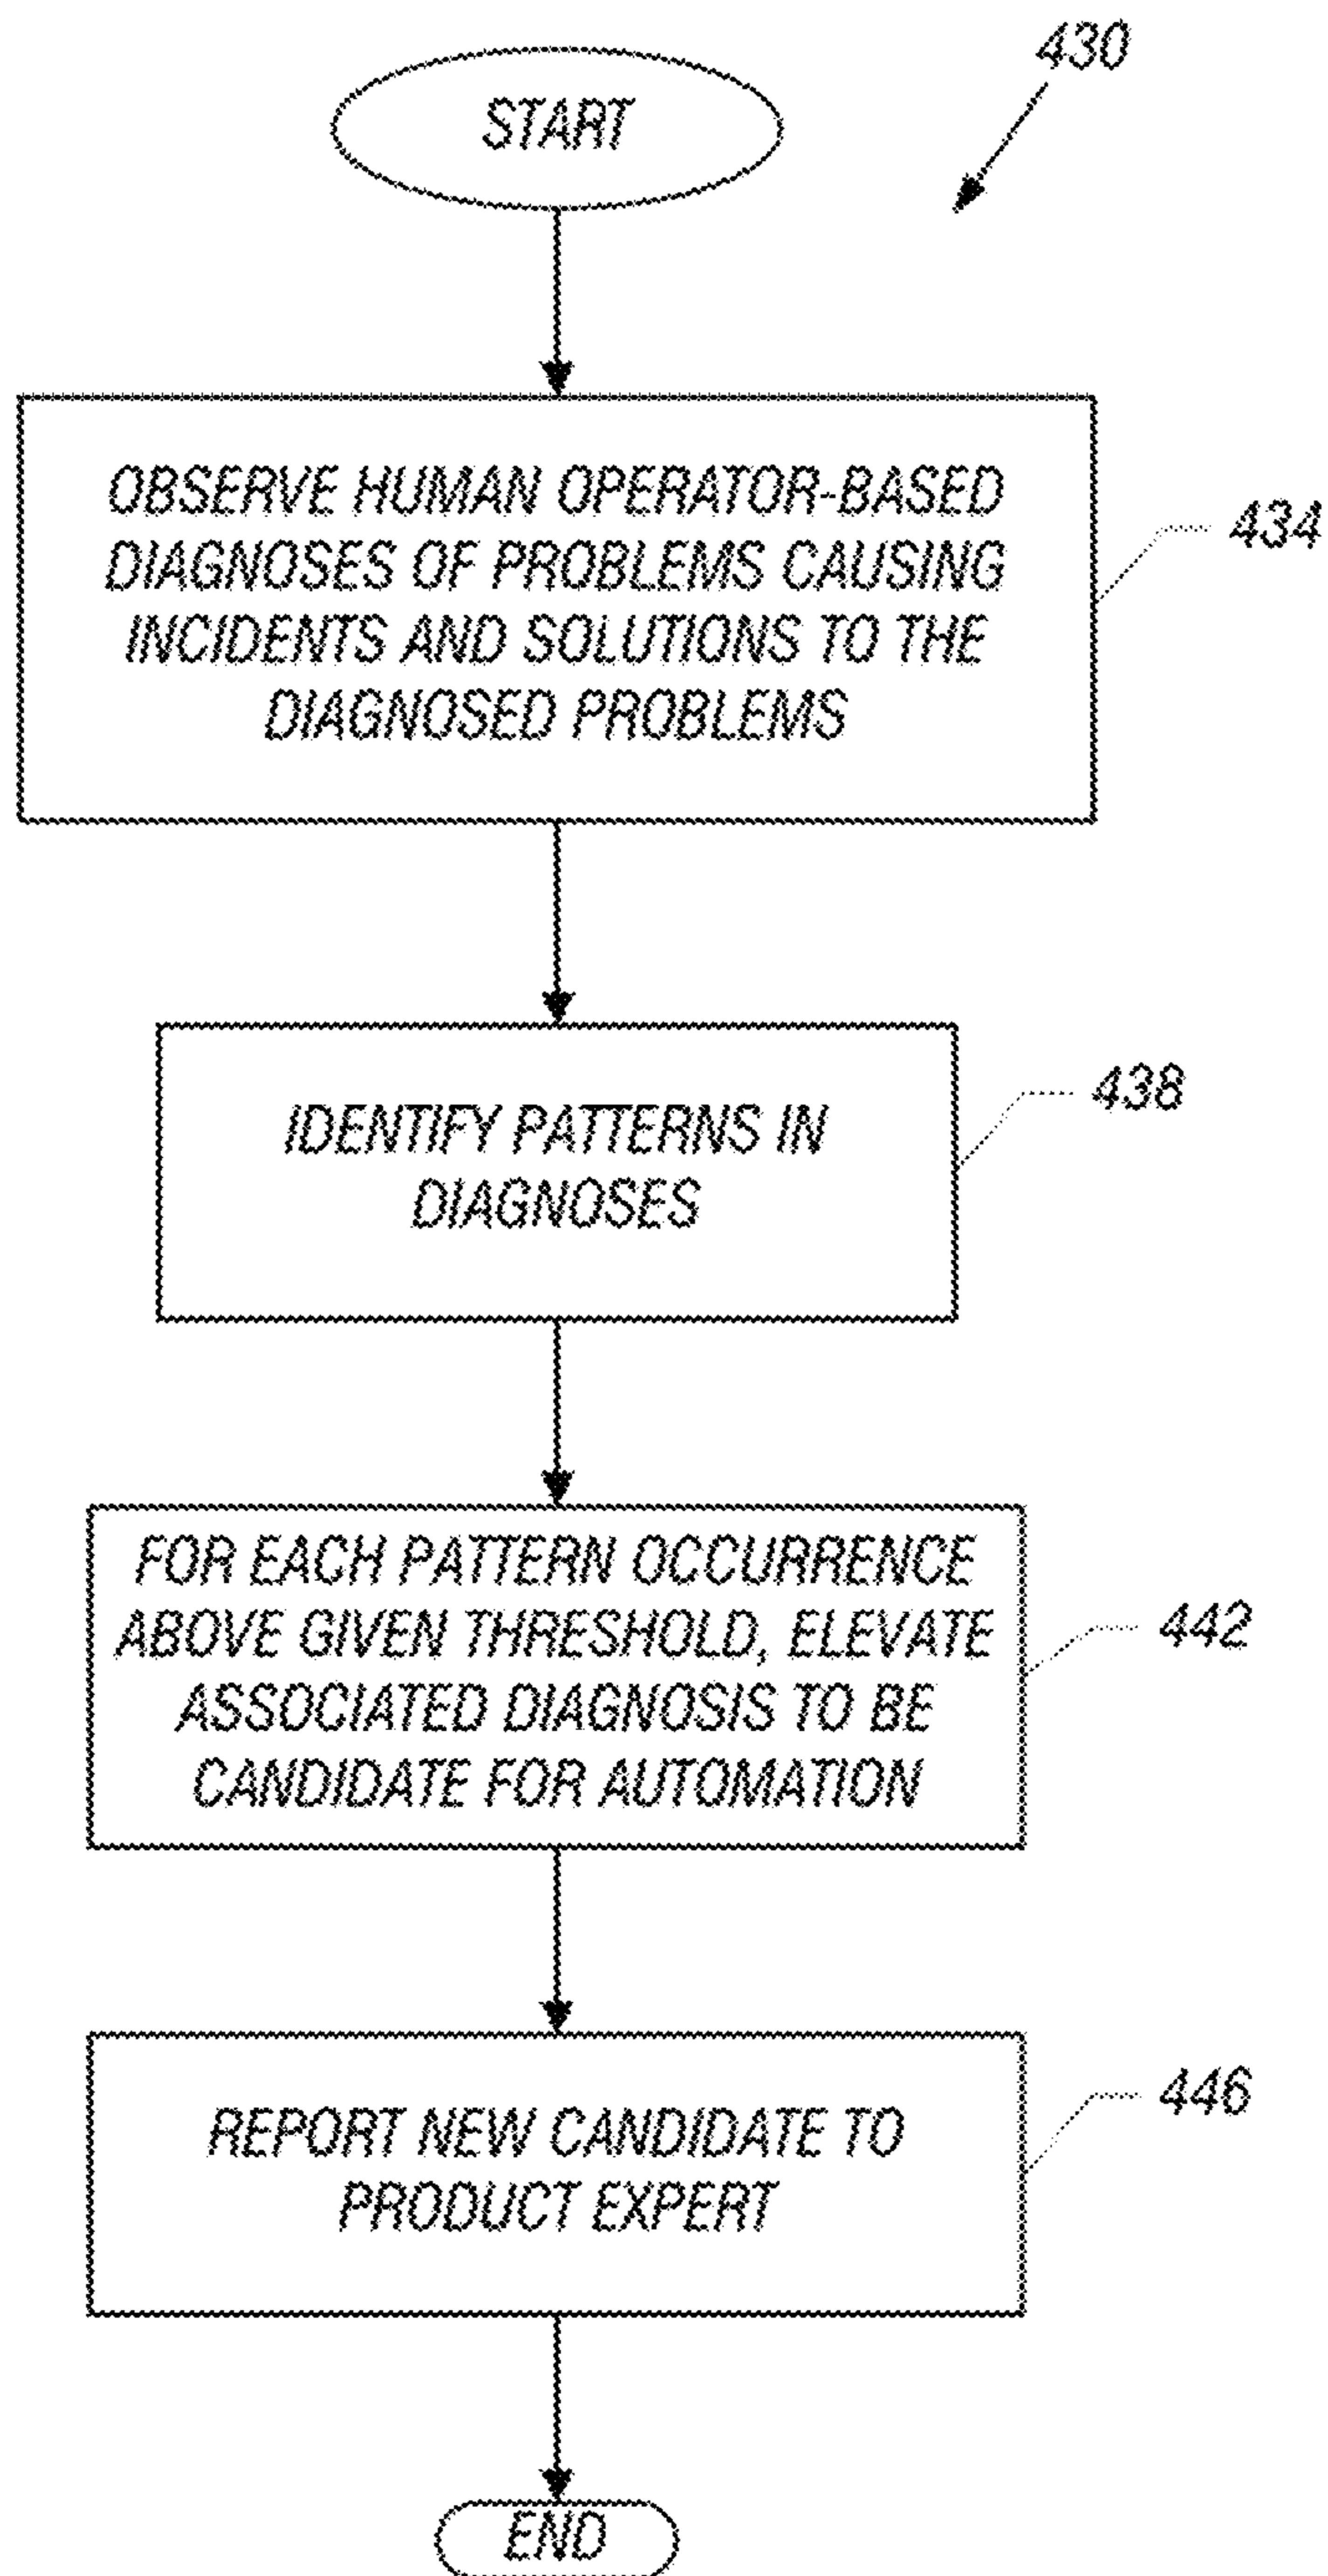 430
START
OBSERVE HUMAN OPERATOR-BASED
DIAGNOSES OF PROBLEMS CAUSING
INCIDENTS AND SOLUTIONS TO THE
DIAGNOSED PROBLEMS
434
IDENTIFY PATTERNS IN
DIAGNOSES
438
FOR EACH PATTERN OCCURRENCE
ABOVE GIVEN THRESHOLD, ELEVATE
ASSOCIATED DIAGNOSIS TO BE
CANDIDATE FOR AUTOMATION
442
REPORT NEW CANDIDATE TO
PRODUCT EXPERT
446
END